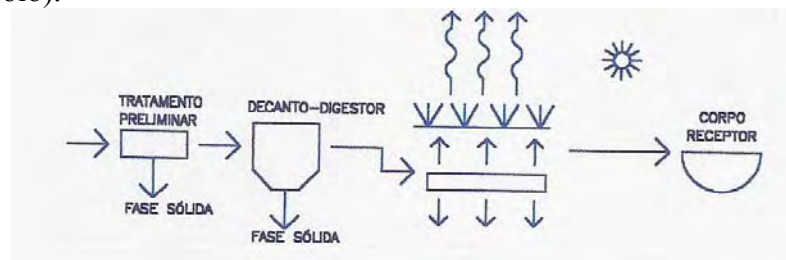 TRATAMENTO
PRELIMINAR
FASE SÓLIDA
DECANTO-DIGESTOR
FASE SÓLIDA
CORPO
RECEPTOR